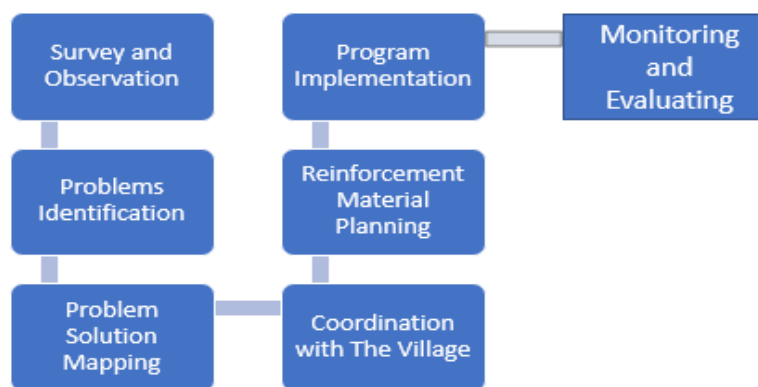 Survey and
Observation
Problems
Identification
Problem
Solution
Mapping
Coordination
with The Village
Reinforcement
Material
Planning
Program
Implementation
Monitoring
and
Evaluating